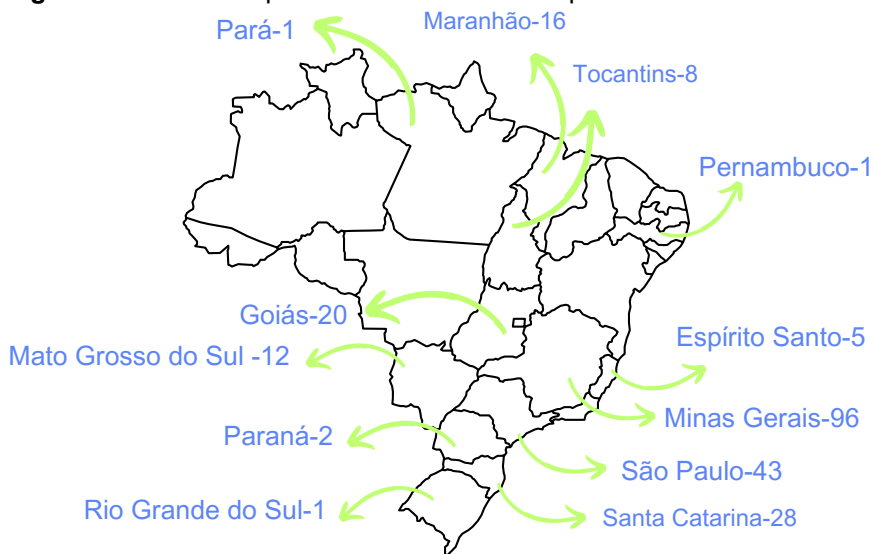 Pará-1
Maranhão-16
Tocantins-8
Pernambuco-1
Goiás-20
Espírito Santo-5
Mato Grosso do Sul -12
Minas Gerais-96
Paraná-2
São Paulo-43
Rio Grande do Sul-1
Santa Catarina-28